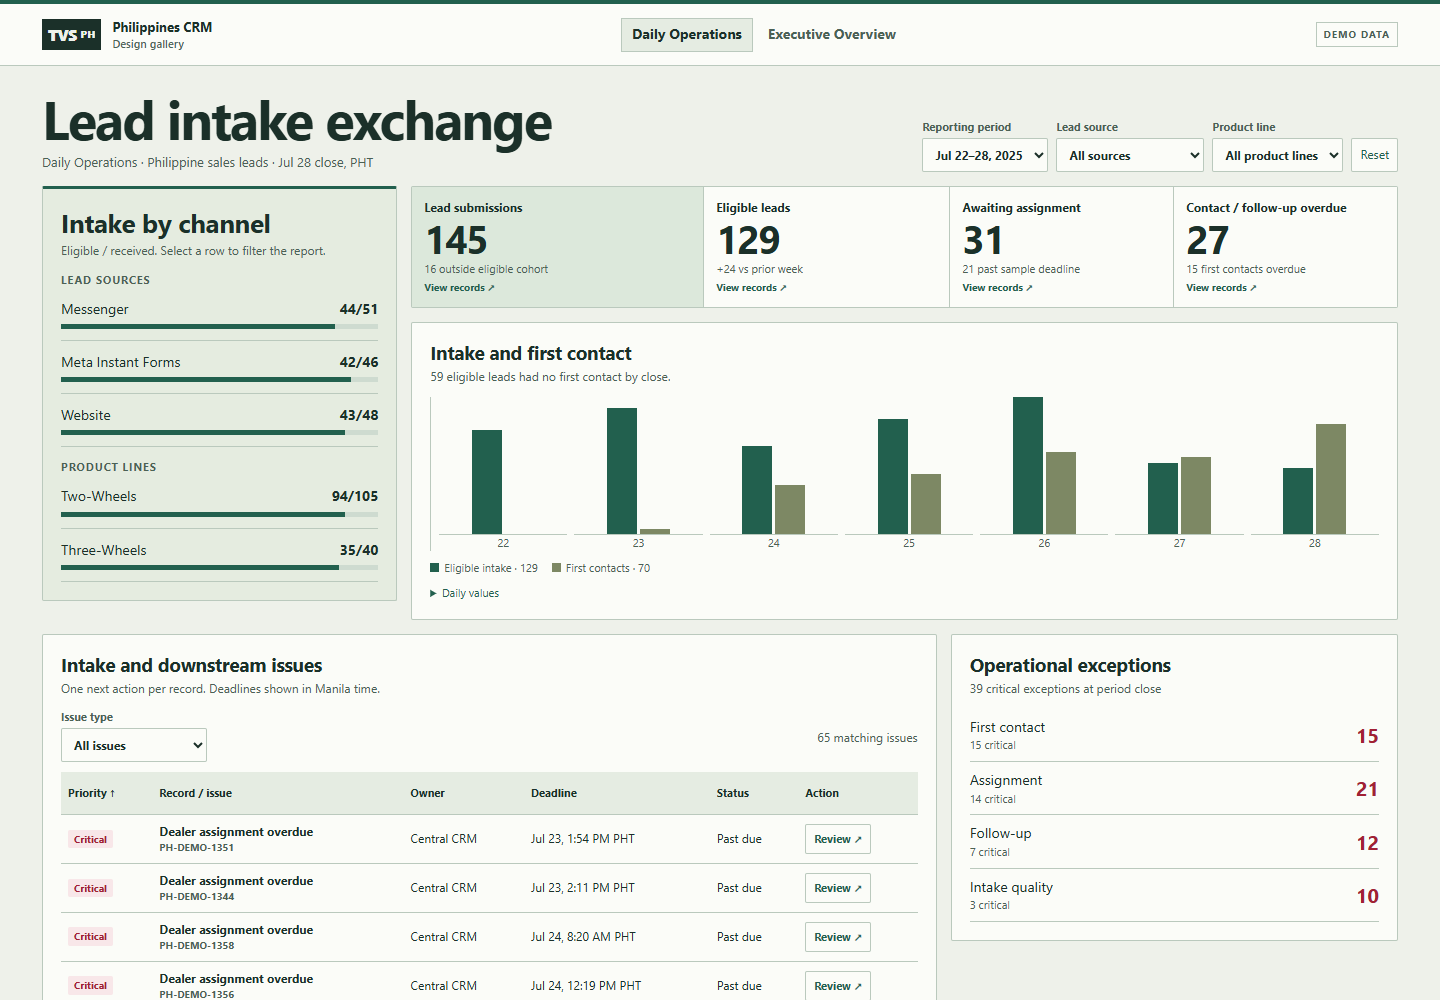 TVS PH
Philippines CRM
Design gallery
Daily Operations
Executive Overview
DEMO DATA
Lead intake exchange
Daily Operations · Philippine sales leads · Jul 28 close, PHT
Reporting period
Jul 22–28, 2025
Lead source
All sources
Product line
All product lines
Reset
Intake by channel
Eligible / received. Select a row to filter the report.
LEAD SOURCES
Messenger 44/51
Meta Instant Forms 42/46
Website 43/48
PRODUCT LINES
Two-Wheels 94/105
Three-Wheels 35/40
Lead submissions
145
16 outside eligible cohort
View records ↗
Eligible leads
129
+24 vs prior week
View records ↗
Awaiting assignment
31
21 past sample deadline
View records ↗
Contact / follow-up overdue
27
15 first contacts overdue
View records ↗
Intake and first contact
59 eligible leads had no first contact by close.
22 23 24 25 26 27 28
Eligible intake · 129 First contacts · 70
▶ Daily values
Intake and downstream issues
One next action per record. Deadlines shown in Manila time.
Issue type
All issues
65 matching issues
Priority ↑ Record / issue Owner Deadline Status Action
Critical Dealer assignment overdue Central CRM Jul 23, 1:54 PM PHT Past due Review ↗
PH-DEMO-1351
Critical Dealer assignment overdue Central CRM Jul 23, 2:11 PM PHT Past due Review ↗
PH-DEMO-1344
Critical Dealer assignment overdue Central CRM Jul 24, 8:20 AM PHT Past due Review ↗
PH-DEMO-1358
Critical Dealer assignment overdue Central CRM Jul 24, 12:19 PM PHT Past due Review ↗
PH-DEMO-1356
Operational exceptions
39 critical exceptions at period close
First contact 15
15 critical
Assignment 21
14 critical
Follow-up 12
7 critical
Intake quality 10
3 critical